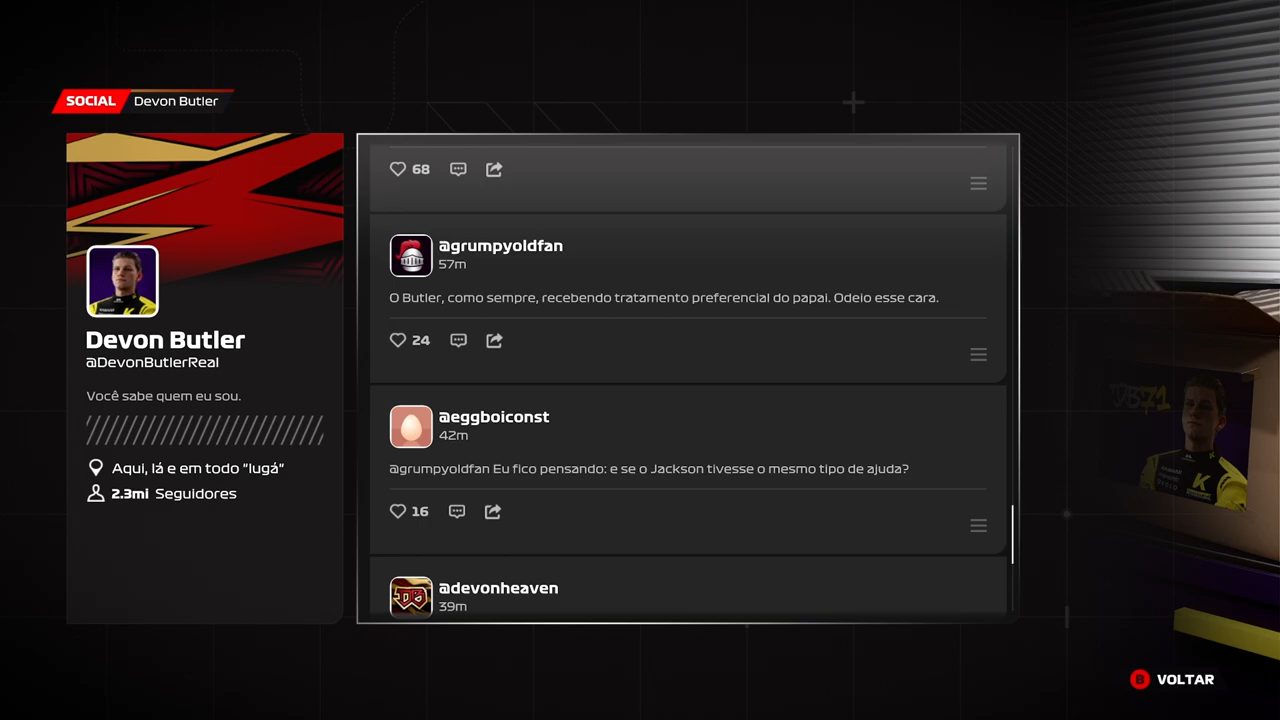 SOCIAL Devon Butler
68
@grumpyoldfan
57m
O Butler, como sempre, recebendo tratamento preferencial do papai. Odeio esse cara.
24
@eggboiconst
42m
@grumpyoldfan Eu fico pensando: e se o Jackson tivesse o mesmo tipo de ajuda?
16
@devonheaven
39m
Devon Butler
@DevonButlerReal
Você sabe quem eu sou.
Aqui, lá e em todo “lugá”
2.3mi Seguidores
DB71
K
DB
B VOLTAR